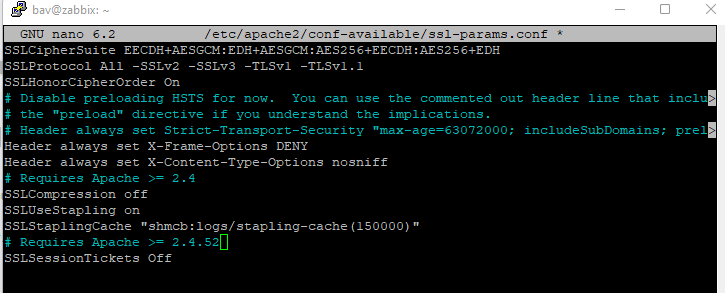 bav@zabbix: ~
GNU nano 6.2 /etc/apache2/conf-available/ssl-params.conf *
SSLCipherSuite EECDH+AESGCM:EDH+AESGCM:AES256+EECDH:AES256+EDH
SSLProtocol All -SSLv2 -SSLv3 -TLSv1 -TLSv1.1
SSLHonorCipherOrder On
# Disable preloading HSTS for now.  You can use the commented out header line that inclu>
# the "preload" directive if you understand the implications.
# Header always set Strict-Transport-Security "max-age=63072000; includeSubDomains; prel>
Header always set X-Frame-Options DENY
Header always set X-Content-Type-Options nosniff
# Requires Apache >= 2.4
SSLCompression off
SSLUseStapling on
SSLStaplingCache "shmcb:logs/stapling-cache(150000)"
# Requires Apache >= 2.4.52
SSLSessionTickets Off